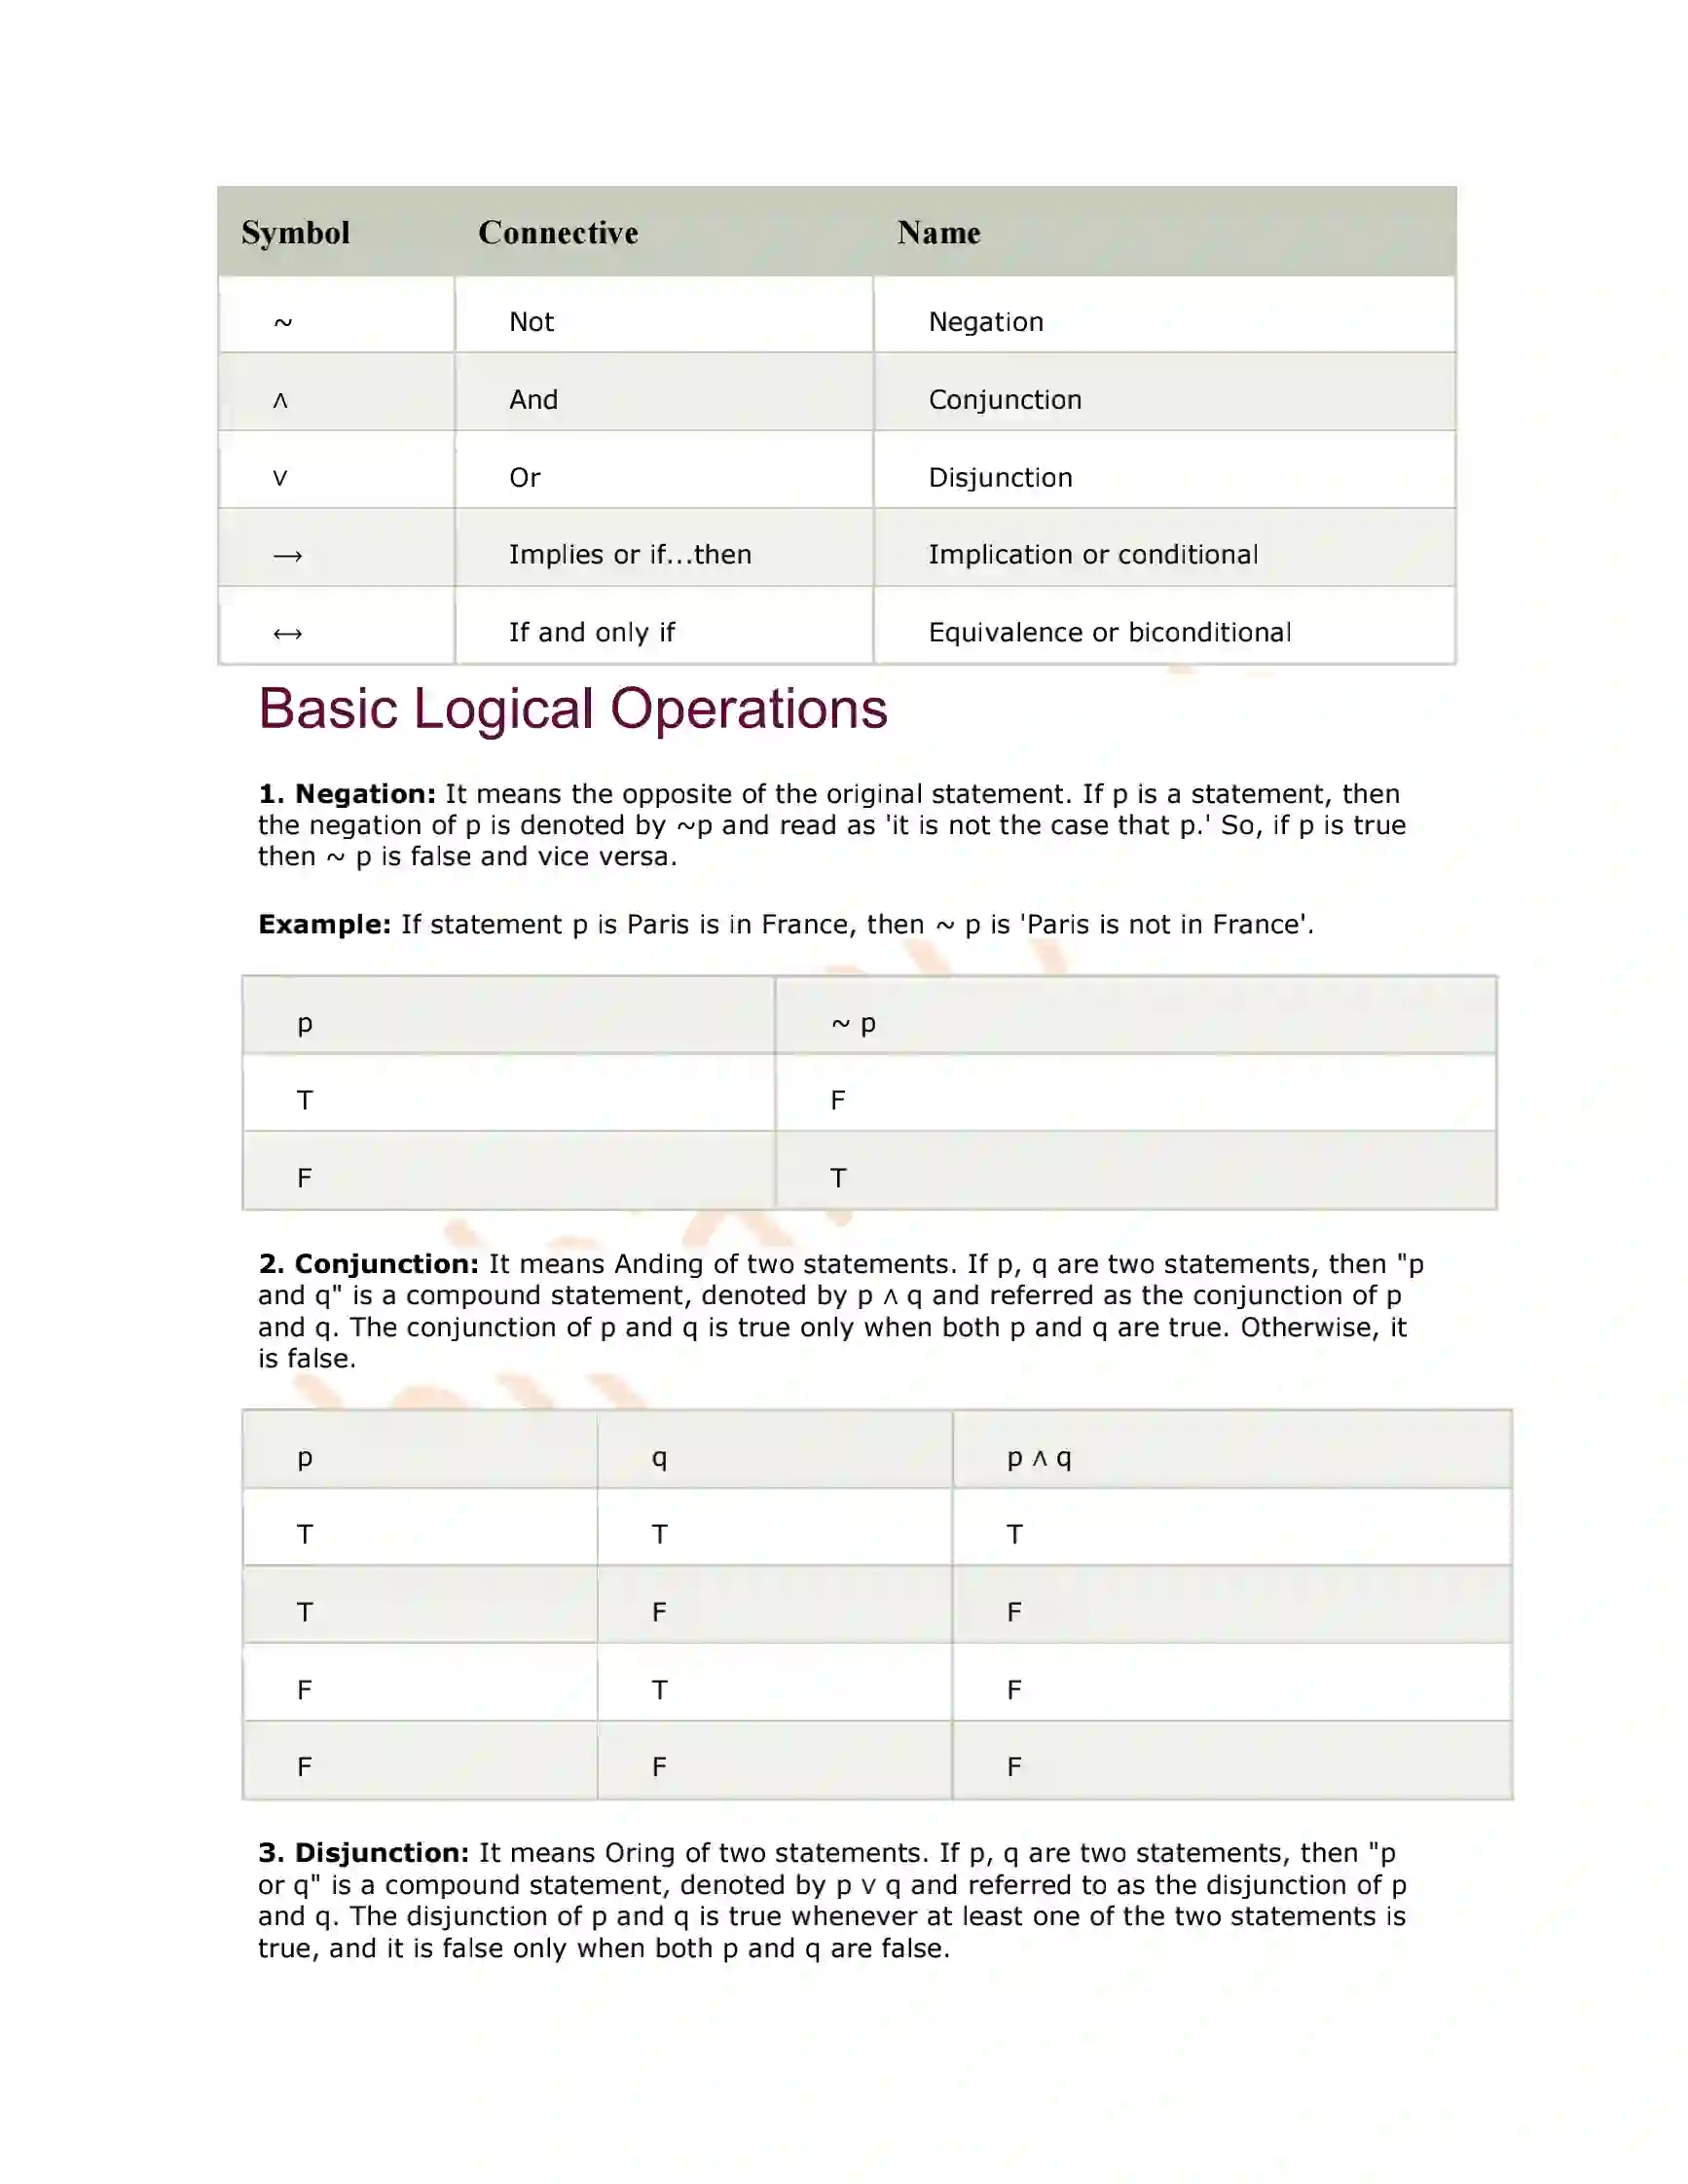 Symbol Connective Name
~ Not Negation
∧ And Conjunction
∨ Or Disjunction
⟶ Implies or if...then Implication or conditional
⟷ If and only if Equivalence or biconditional
Basic Logical Operations
1. Negation: It means the opposite of the original statement. If p is a statement, then
the negation of p is denoted by ~p and read as 'it is not the case that p.' So, if p is true
then ~ p is false and vice versa.
Example: If statement p is Paris is in France, then ~ p is 'Paris is not in France'.
p ~ p
T F
F T
2. Conjunction: It means Anding of two statements. If p, q are two statements, then "p
and q" is a compound statement, denoted by p ∧ q and referred as the conjunction of p
and q. The conjunction of p and q is true only when both p and q are true. Otherwise, it
is false.
p q p ∧ q
T T T
T F F
F T F
F F F
3. Disjunction: It means Oring of two statements. If p, q are two statements, then "p
or q" is a compound statement, denoted by p ∨ q and referred to as the disjunction of p
and q. The disjunction of p and q is true whenever at least one of the two statements is
true, and it is false only when both p and q are false.